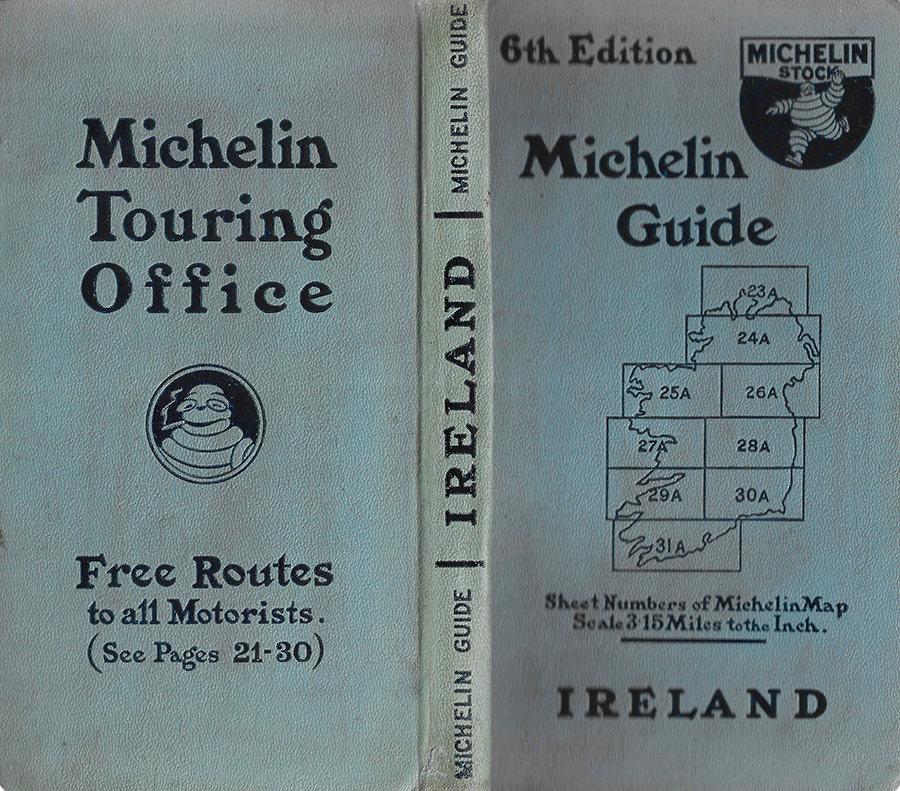 Michelin
Touring
Office
Free Routes
to all Motorists.
(See Pages 21-30)
MICHELIN GUIDE
IRELAND
MICHELIN GUIDE
6th Edition
MICHELIN
STOCK
Michelin
Guide
23A
24A
25A
26A
27A
28A
29A
30A
31A
Sheet Numbers of Michelin Map
Scale 3·15 Miles to the Inch.
IRELAND